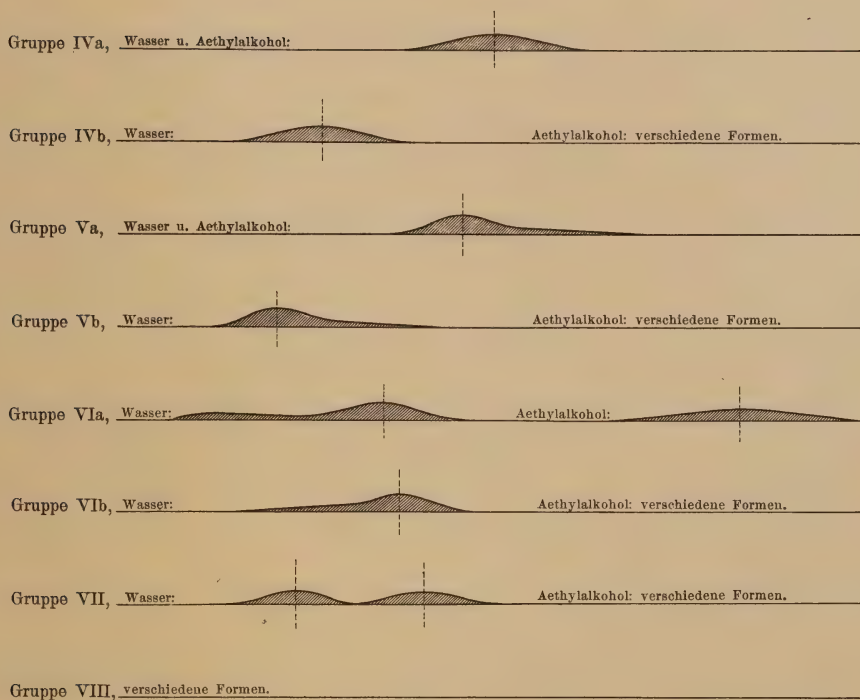 Gruppe IVa, Wasser u. Aethylalkohol:
Gruppe IVb, Wasser: Aethylalkohol: verschiedene Formen.
Gruppe Va, Wasser u. Aethylalkohol:
Gruppe Vb, Wasser: Aethylalkohol: verschiedene Formen.
Gruppe VIa, Wasser: Aethylalkohol:
Gruppe VIb, Wasser: Aethylalkohol: verschiedene Formen.
Gruppe VII, Wasser: Aethylalkohol: verschiedene Formen.
Gruppe VIII, verschiedene Formen.